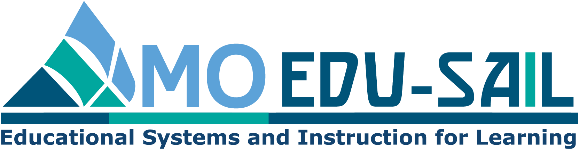 MO EDU-SAIL
Educational Systems and Instruction for Learning